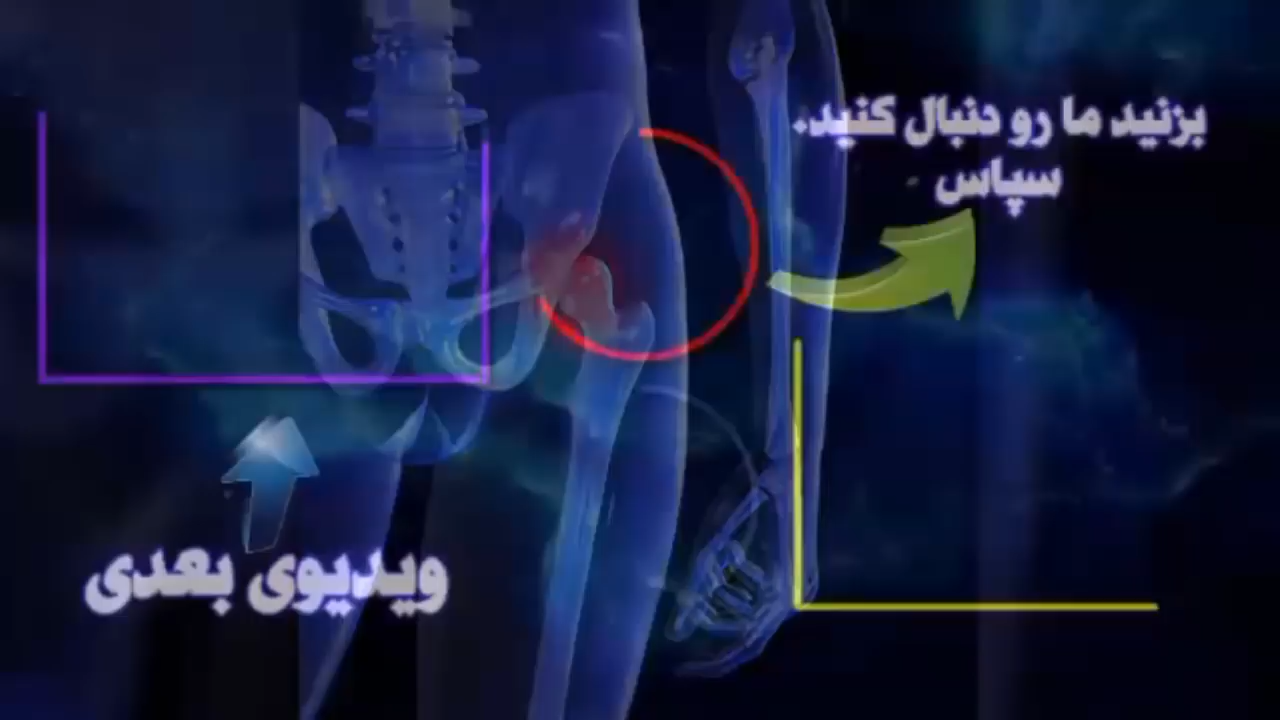 بزنید ما رو دنبال کنید.
سپاس
ویدیوی بعدی